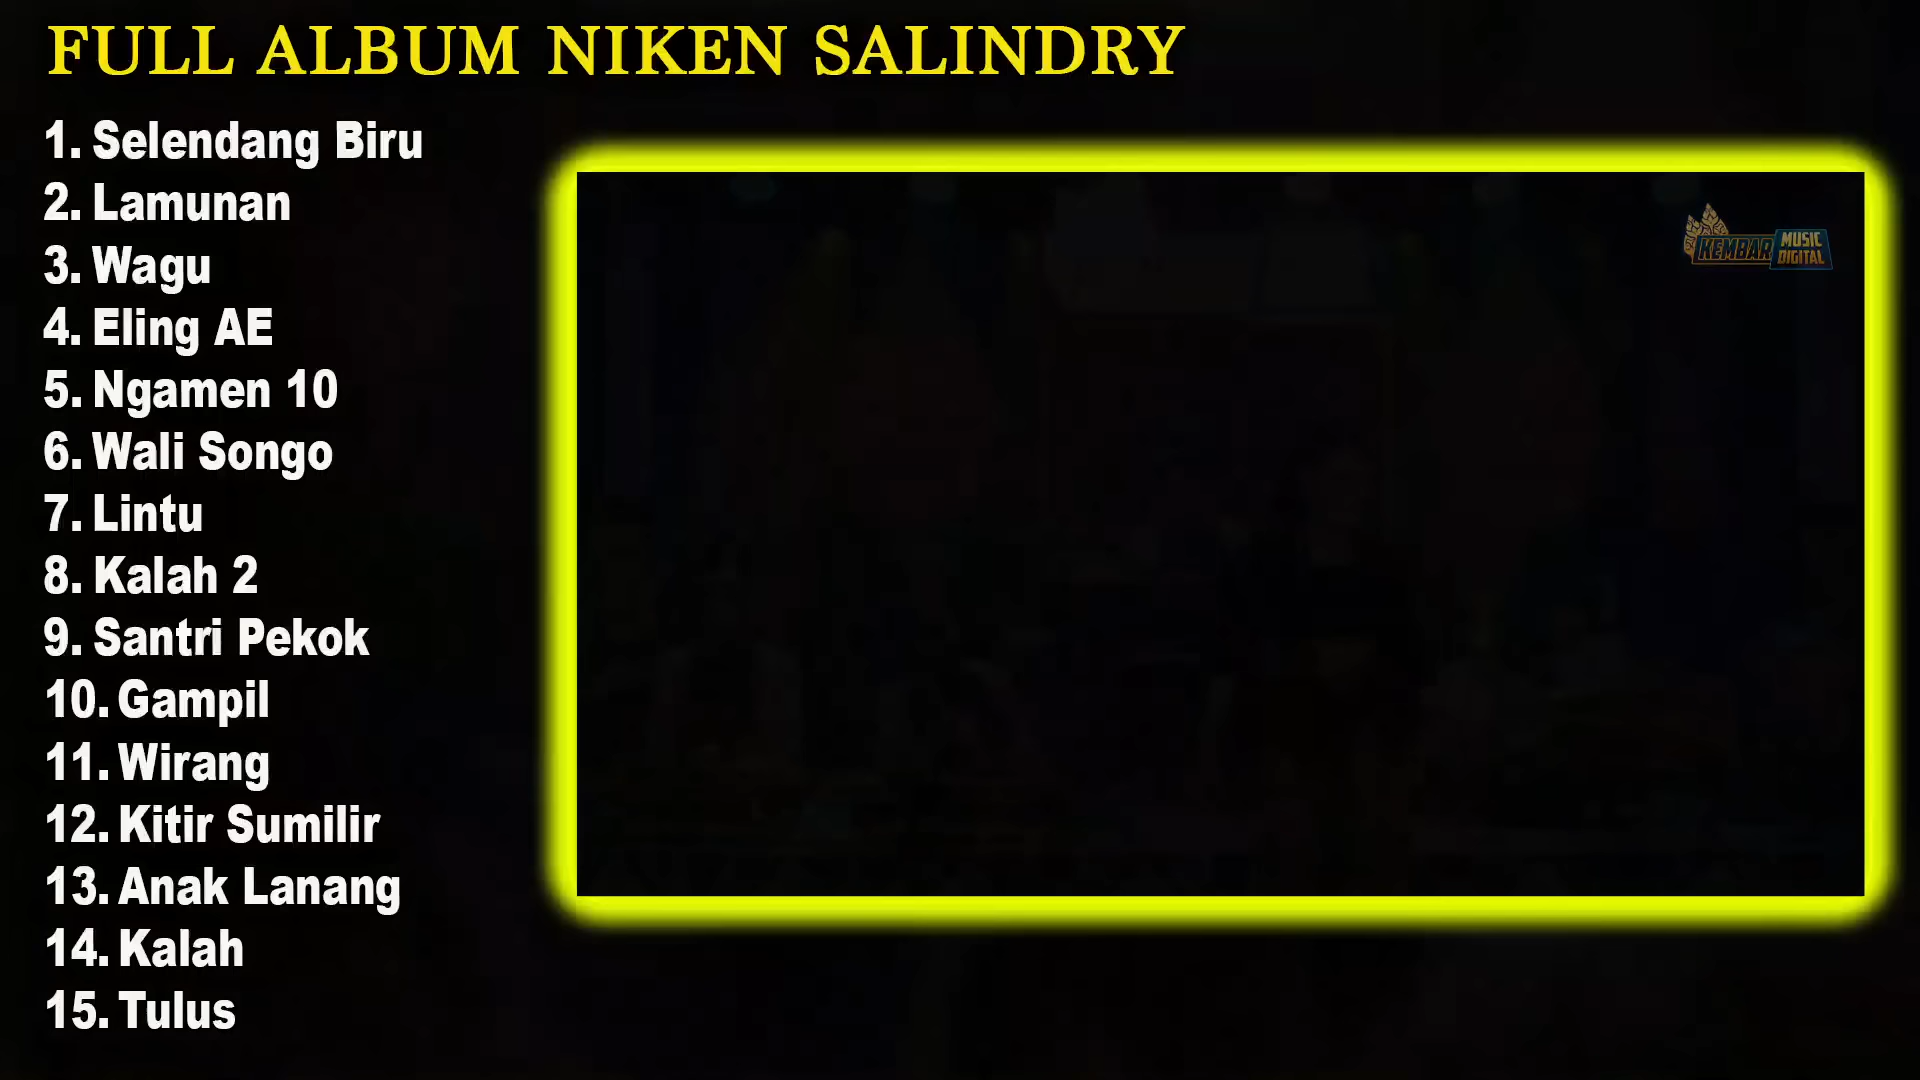 FULL ALBUM NIKEN SALINDRY
1. Selendang Biru
2. Lamunan
3. Wagu
4. Eling AE
5. Ngamen 10
6. Wali Songo
7. Lintu
8. Kalah 2
9. Santri Pekok
10. Gampil
11. Wirang
12. Kitir Sumilir
13. Anak Lanang
14. Kalah
15. Tulus
KEMBAR MUSIC
DIGITAL